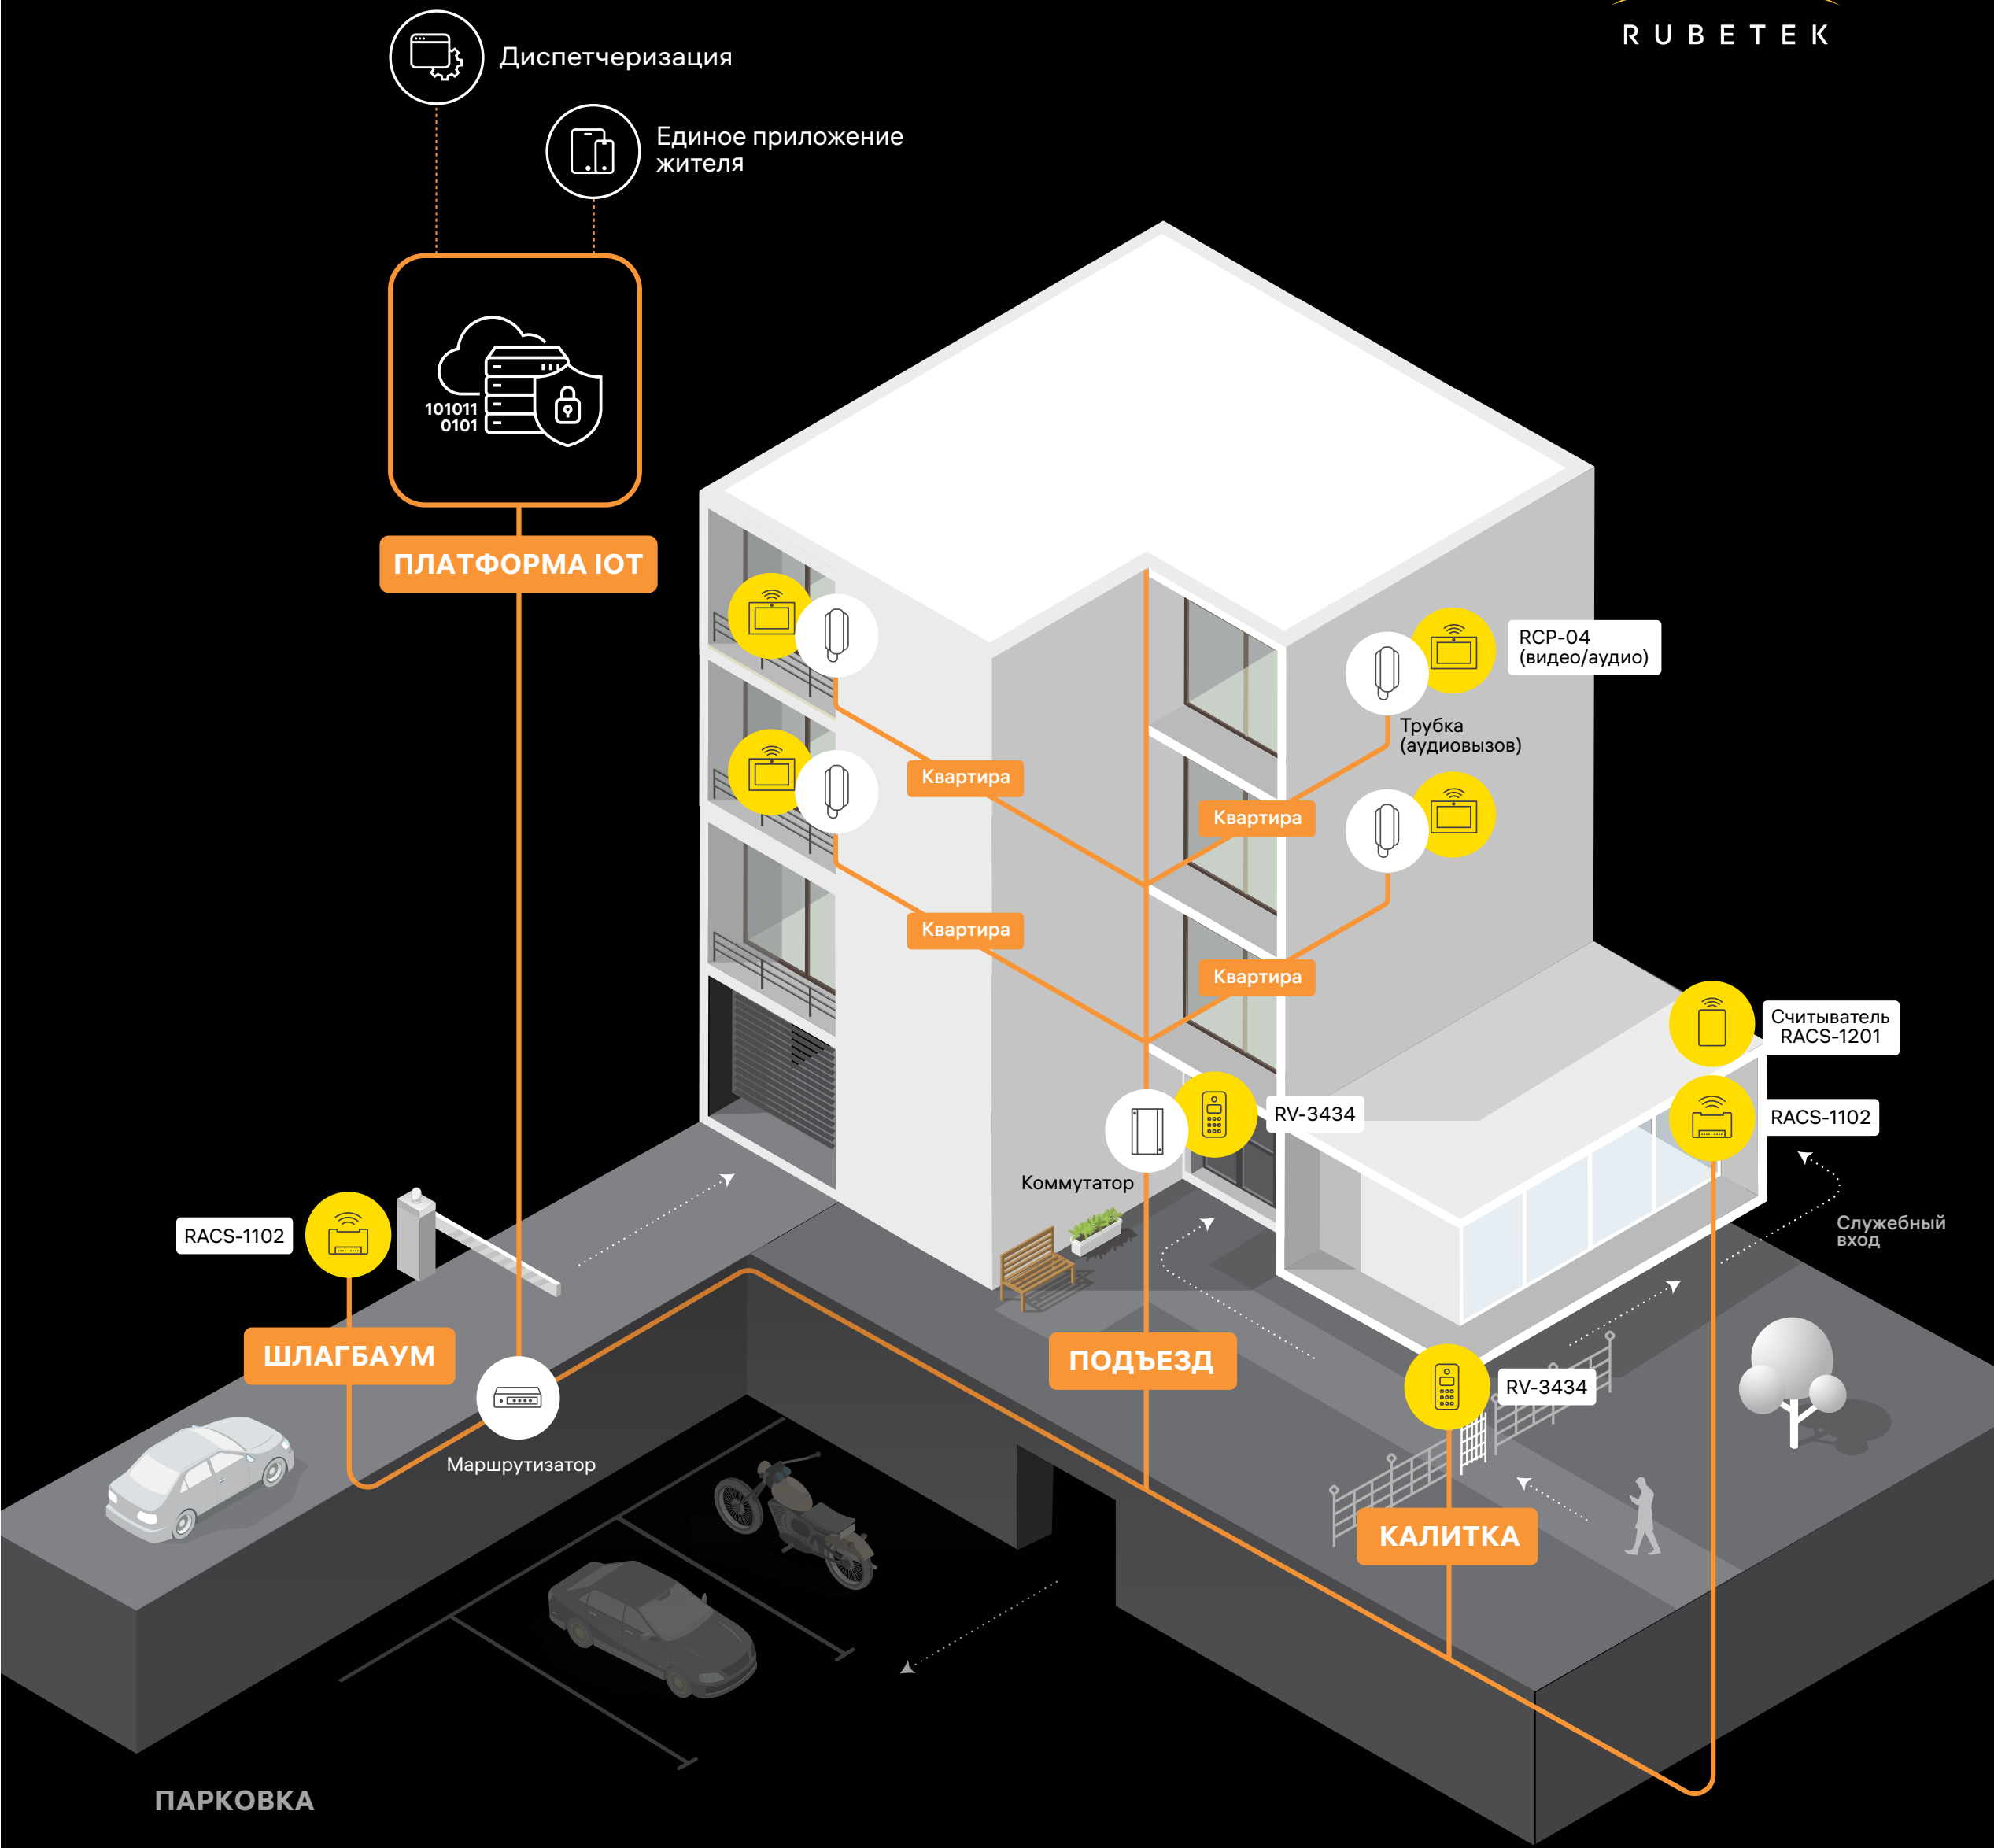 RUBETEK
Диспетчеризация
Единое приложение
жителя
101011
0101
ПЛАТФОРМА IOT
RCP-04
(видео/аудио)
Трубка
(аудиовызов)
Квартира
Квартира
Квартира
Квартира
Считыватель
RACS-1201
RACS-1102
RV-3434
Коммутатор
Служебный
вход
RACS-1102
ШЛАГБАУМ
ПОДЪЕЗД
RV-3434
Маршрутизатор
КАЛИТКА
ПАРКОВКА